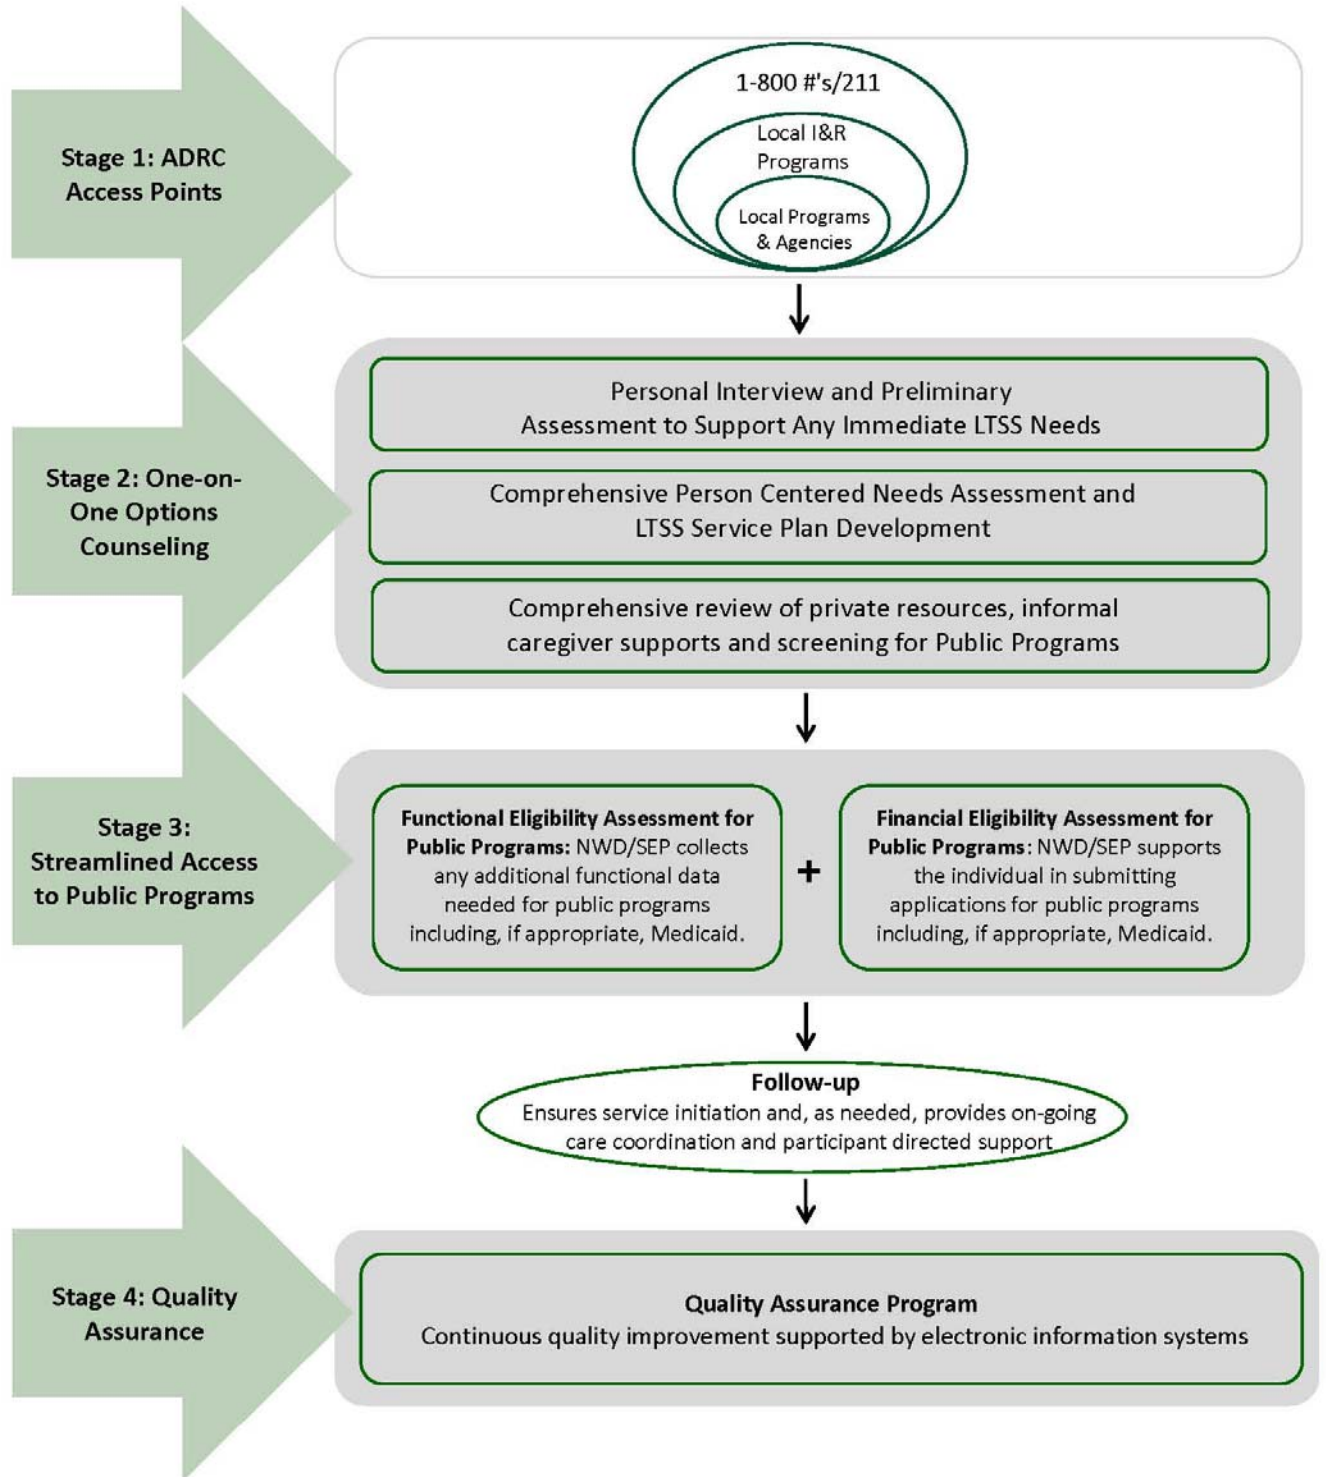 Stage 1: ADRC
Access Points
1-800 #'s/211
Local I&R
Programs
Local Programs
& Agencies
Stage 2: One-on-
One Options
Counseling
Personal Interview and Preliminary
Assessment to Support Any Immediate LTSS Needs
Comprehensive Person Centered Needs Assessment and
LTSS Service Plan Development
Comprehensive review of private resources, informal
caregiver supports and screening for Public Programs
Stage 3:
Streamlined Access
to Public Programs
Functional Eligibility Assessment for
Public Programs: NWD/SEP collects
any additional functional data
needed for public programs
including, if appropriate, Medicaid.
+
Financial Eligibility Assessment for
Public Programs: NWD/SEP supports
the individual in submitting
applications for public programs
including, if appropriate, Medicaid.
Follow-up
Ensures service initiation and, as needed, provides on-going
care coordination and participant directed support
Stage 4: Quality
Assurance
Quality Assurance Program
Continuous quality improvement supported by electronic information systems